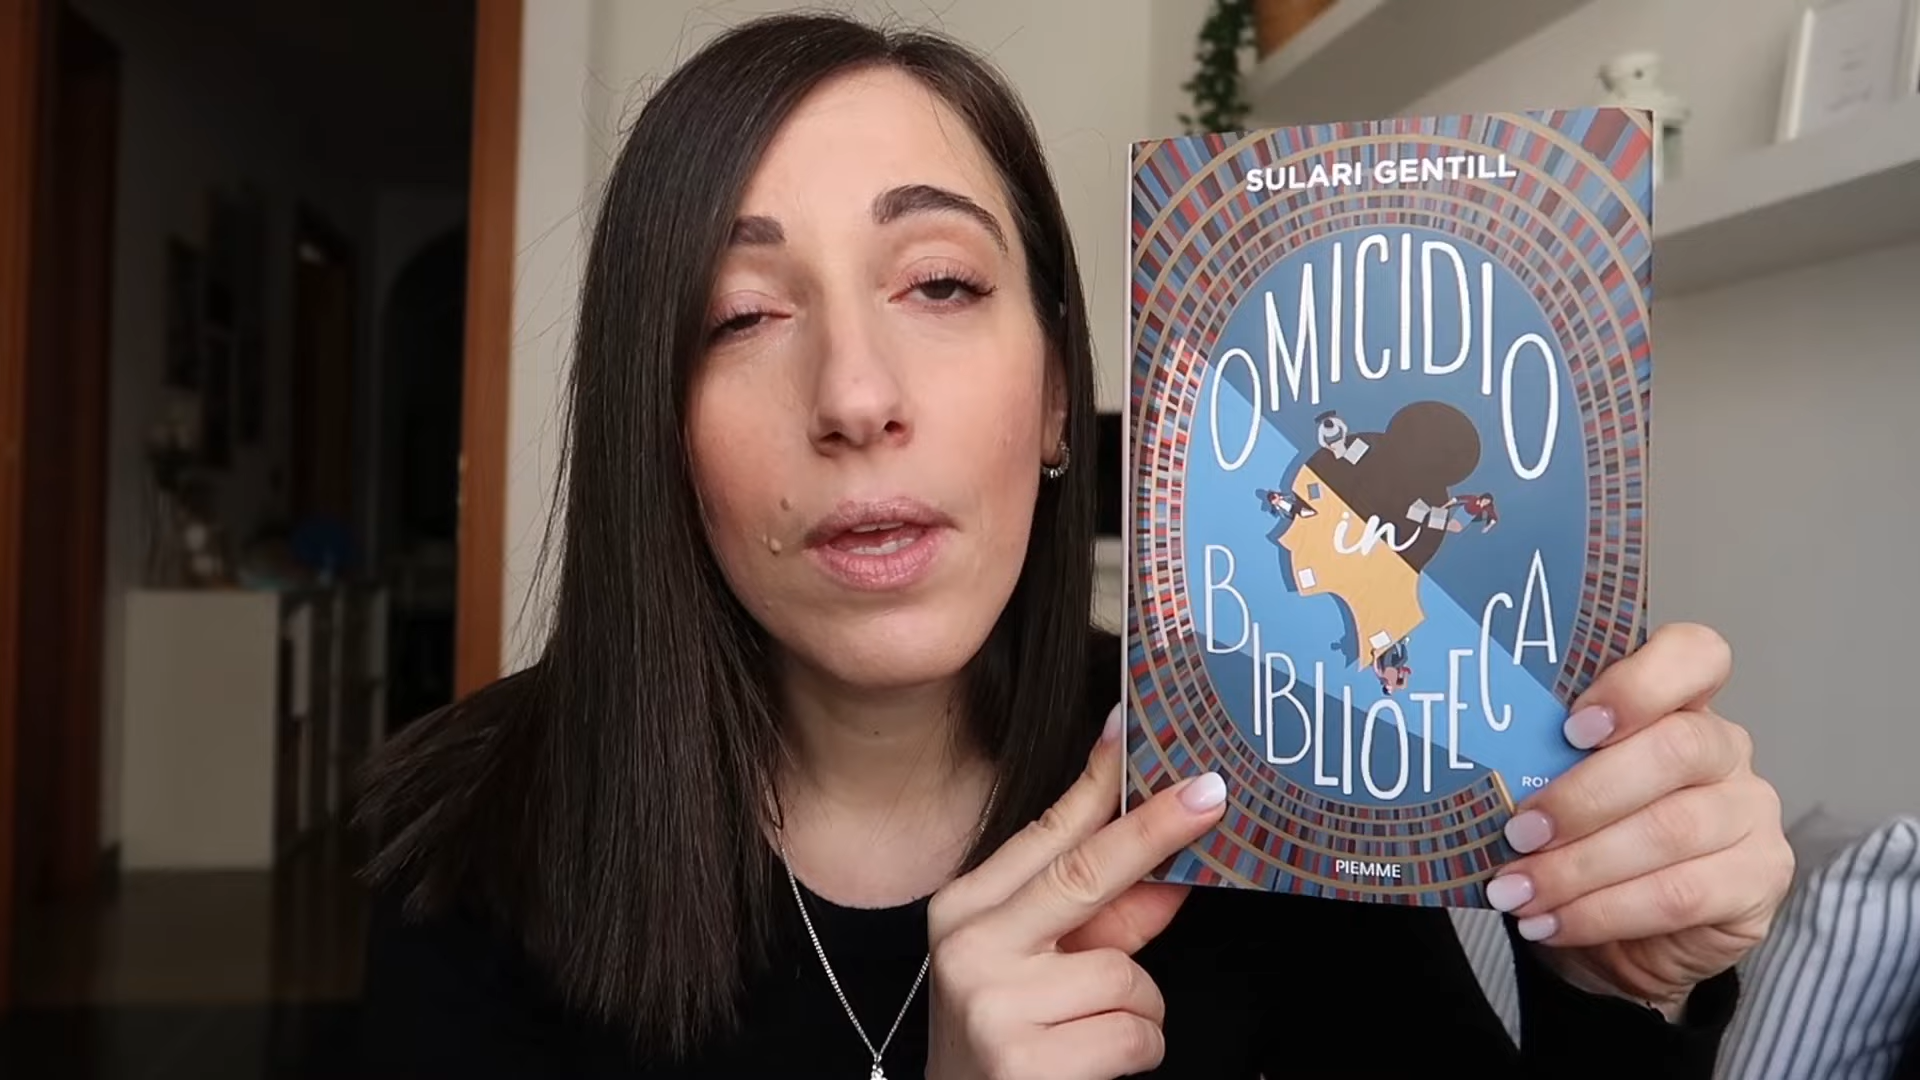 SULARI GENTILL
OMICIDIO
in
BIBLIOTECA
PIEMME